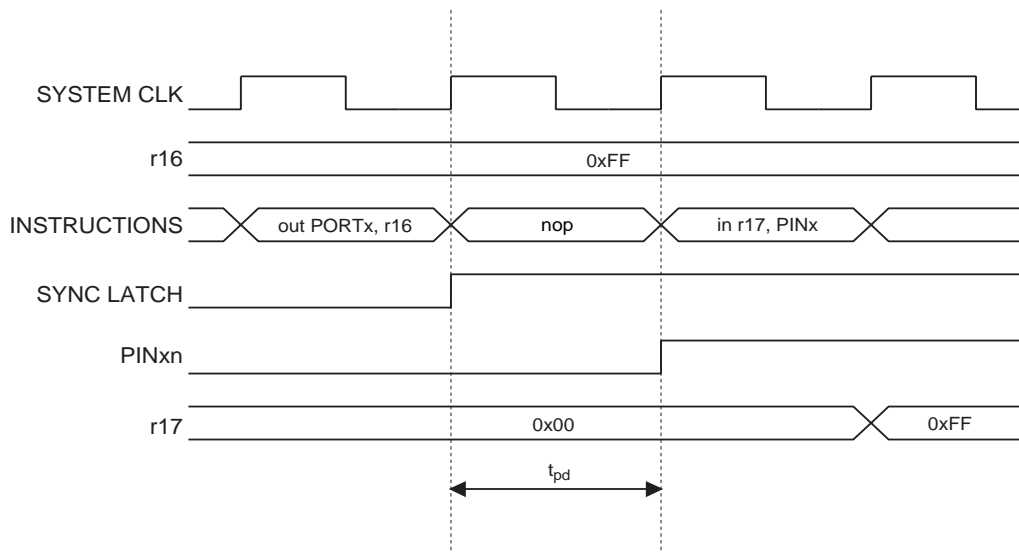 SYSTEM CLK
r16
0xFF
INSTRUCTIONS
out PORTx, r16
nop
in r17, PINx
SYNC LATCH
PINxn
r17
0x00
0xFF
tpd